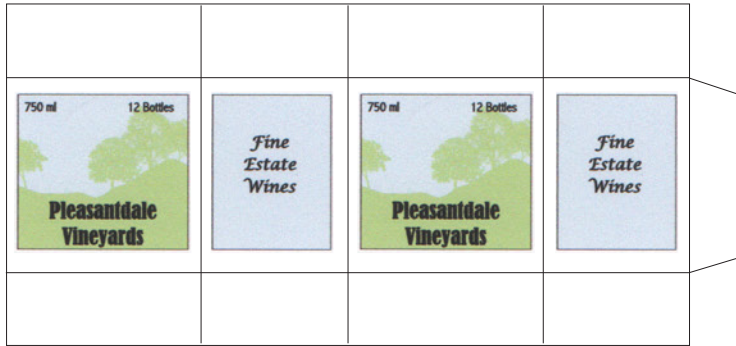 750 ml 12 Bottles
Pleasantdale
Vineyards
Fine
Estate
Wines
750 ml 12 Bottles
Pleasantdale
Vineyards
Fine
Estate
Wines